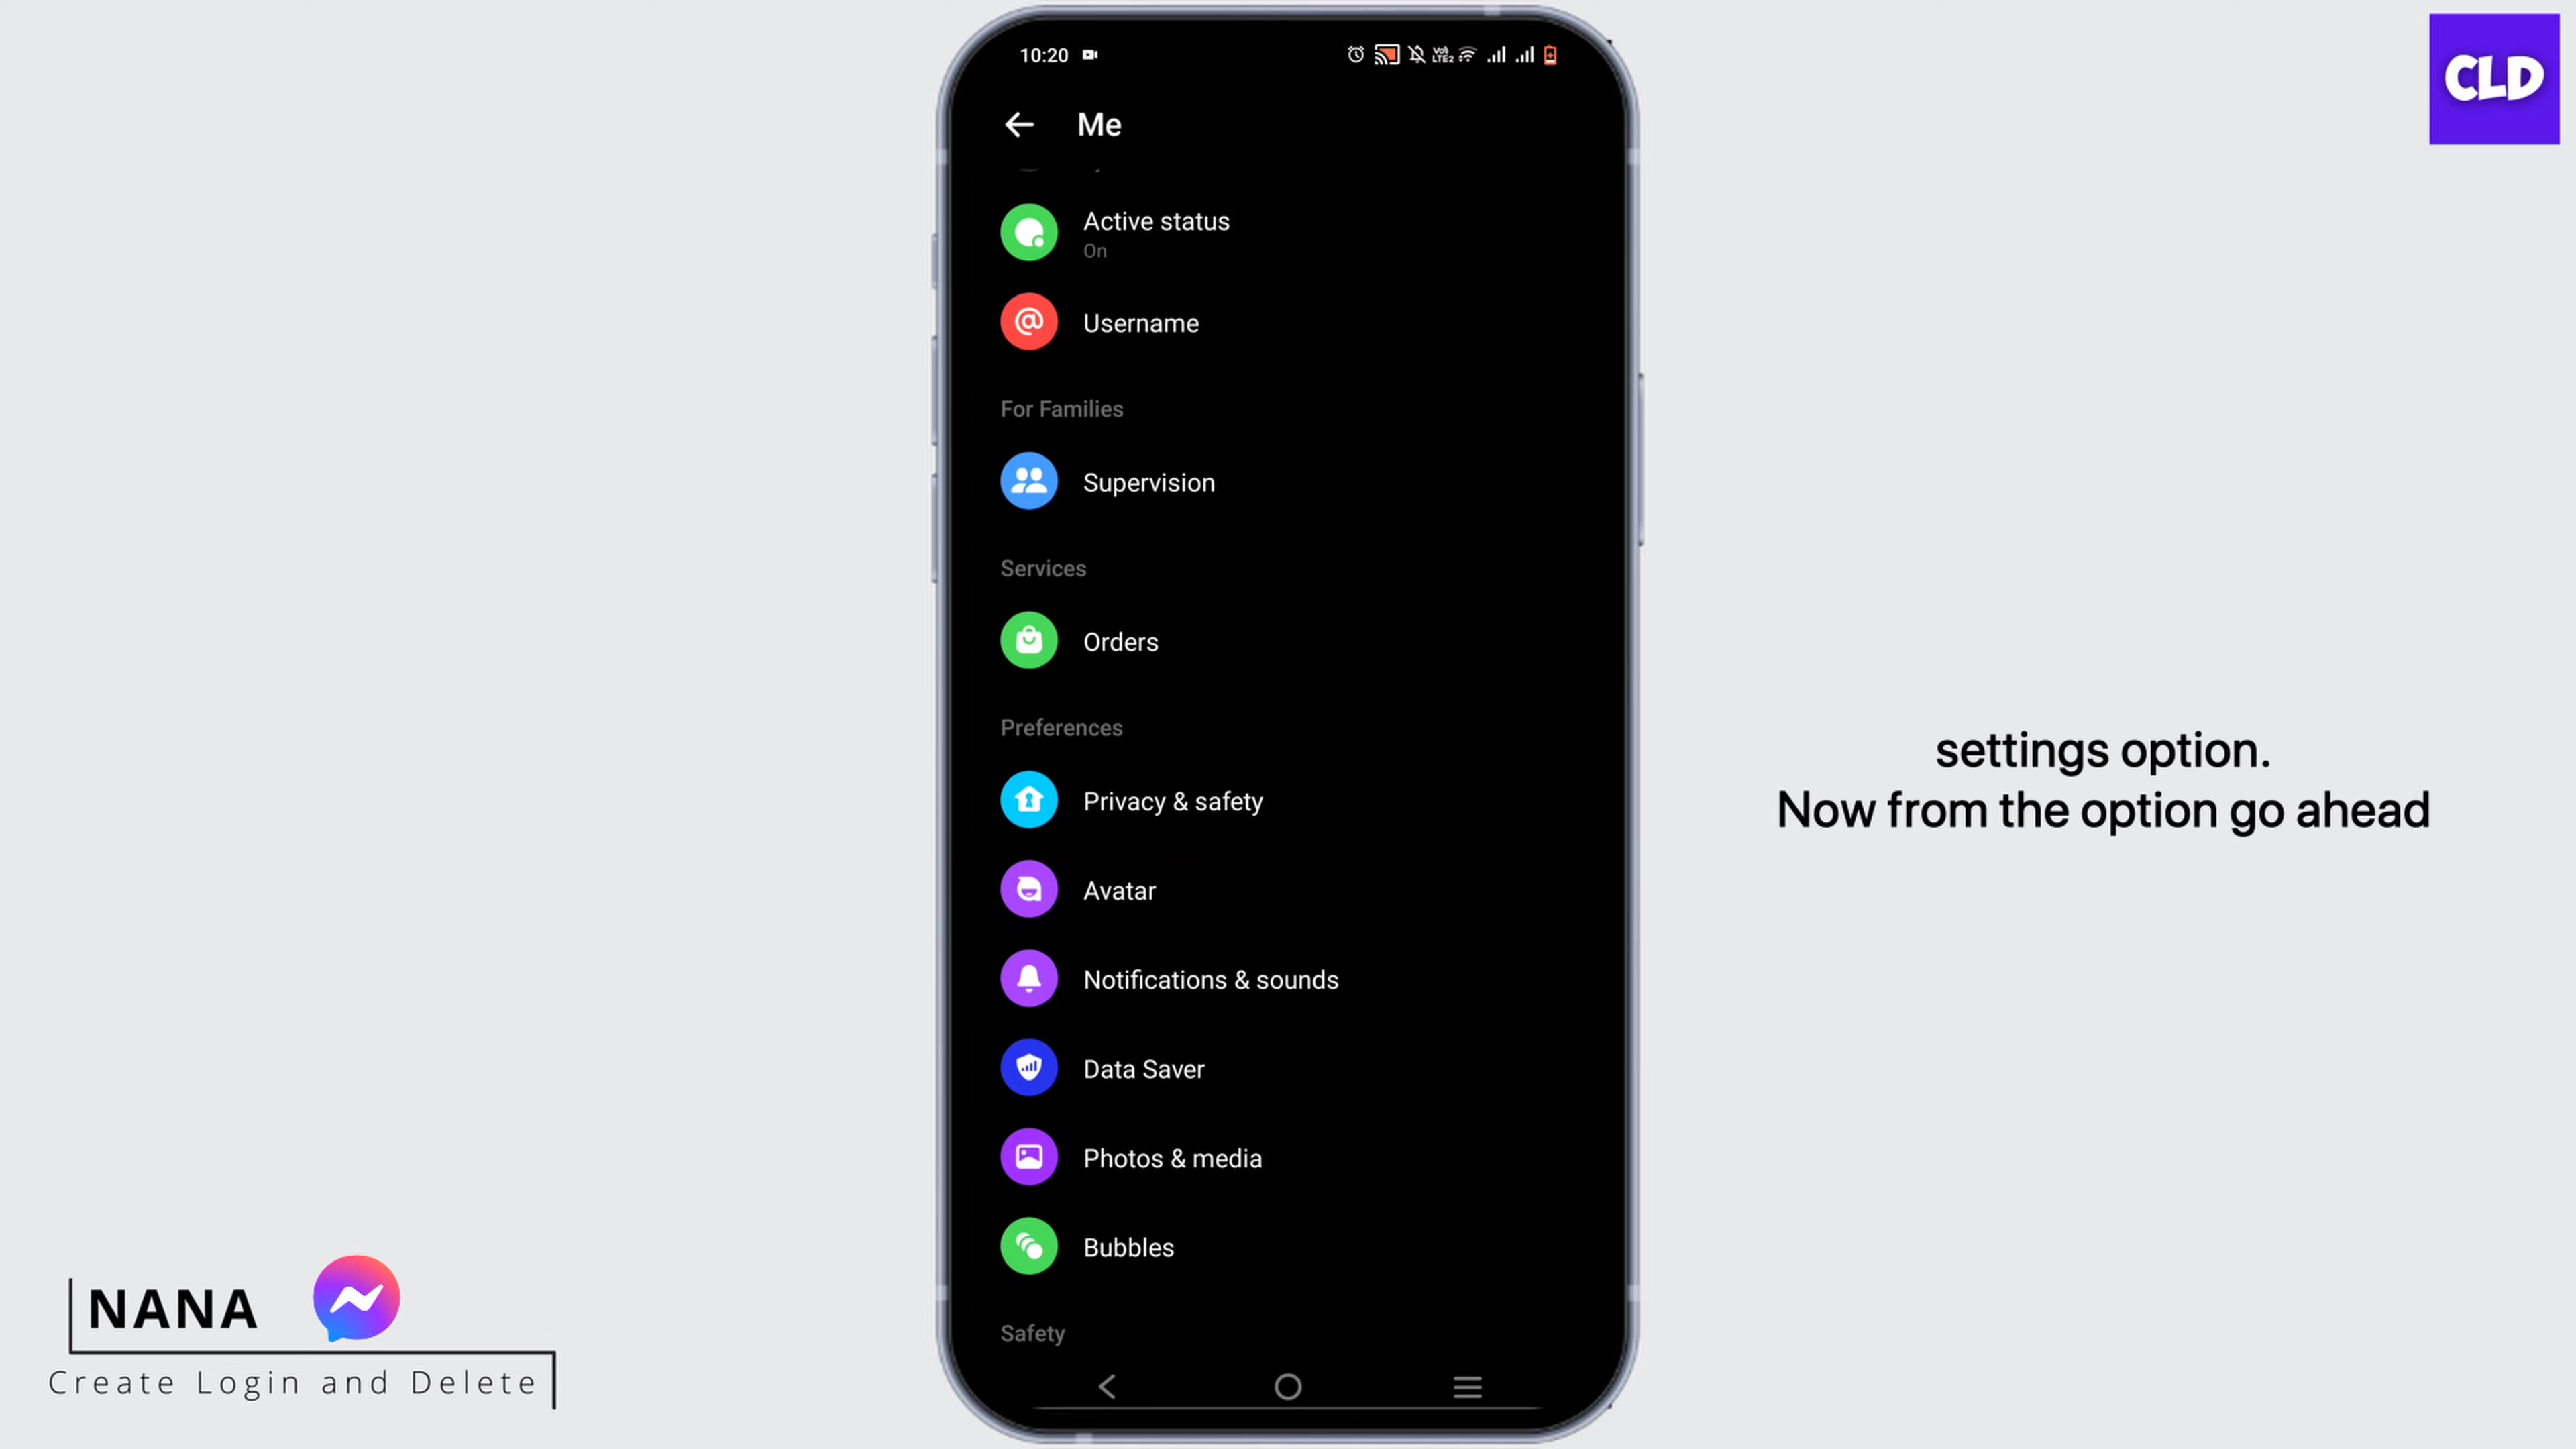 10:20
VoI LTE2
CLD
Me
Active status
On
Username
For Families
Supervision
Services
Orders
Preferences
Privacy & safety
Avatar
Notifications & sounds
Data Saver
Photos & media
Bubbles
Safety
settings option.
Now from the option go ahead
NANA
Create Login and Delete